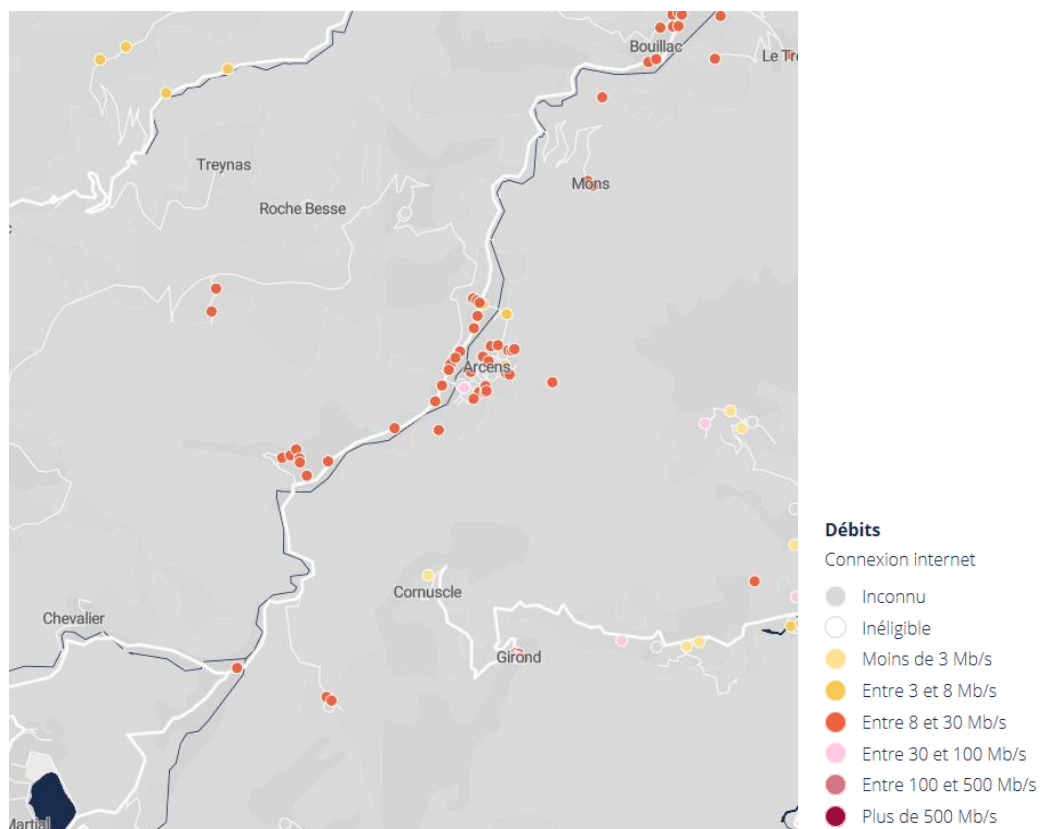 Bouillac
Le Tre
Treynas
Mons
Roche Besse
Arcens
Cornuscle
Chevalier
Girond
Martial
Débits
Connexion internet
Inconnu
Inéligible
Moins de 3 Mb/s
Entre 3 et 8 Mb/s
Entre 8 et 30 Mb/s
Entre 30 et 100 Mb/s
Entre 100 et 500 Mb/s
Plus de 500 Mb/s